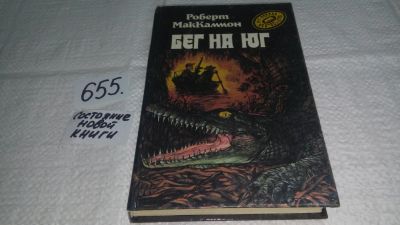 Роберт
МакКаммон
БЕГ НА ЮГ
655.
состояние
новой
книги